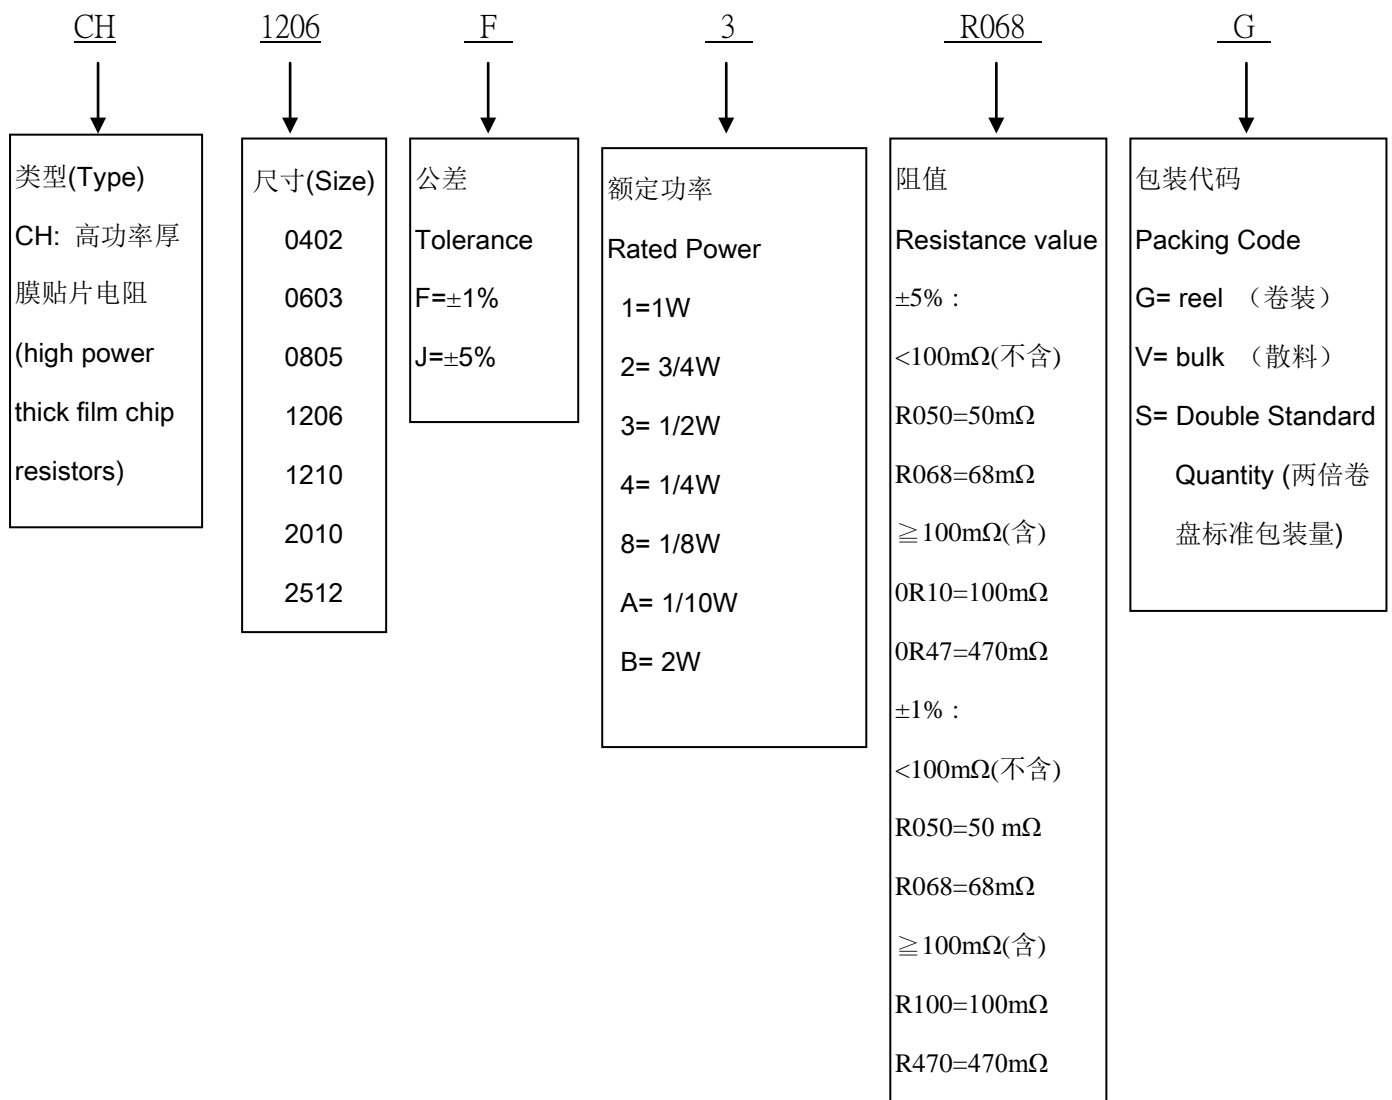 CH 1206 F 3 R068 G
类型(Type)
CH: 高功率厚
膜贴片电阻
(high power
thick film chip
resistors)
尺寸(Size)
0402
0603
0805
1206
1210
2010
2512
公差
Tolerance
F=±1%
J=±5%
额定功率
Rated Power
1=1W
2= 3/4W
3= 1/2W
4= 1/4W
8= 1/8W
A= 1/10W
B= 2W
阻值
Resistance value
±5% :
<100mΩ(不含)
R050=50mΩ
R068=68mΩ
≧100mΩ(含)
0R10=100mΩ
0R47=470mΩ
±1% :
<100mΩ(不含)
R050=50 mΩ
R068=68mΩ
≧100mΩ(含)
R100=100mΩ
R470=470mΩ
包装代码
Packing Code
G= reel （卷装）
V= bulk （散料）
S= Double Standard
Quantity (两倍卷
盘标准包装量)